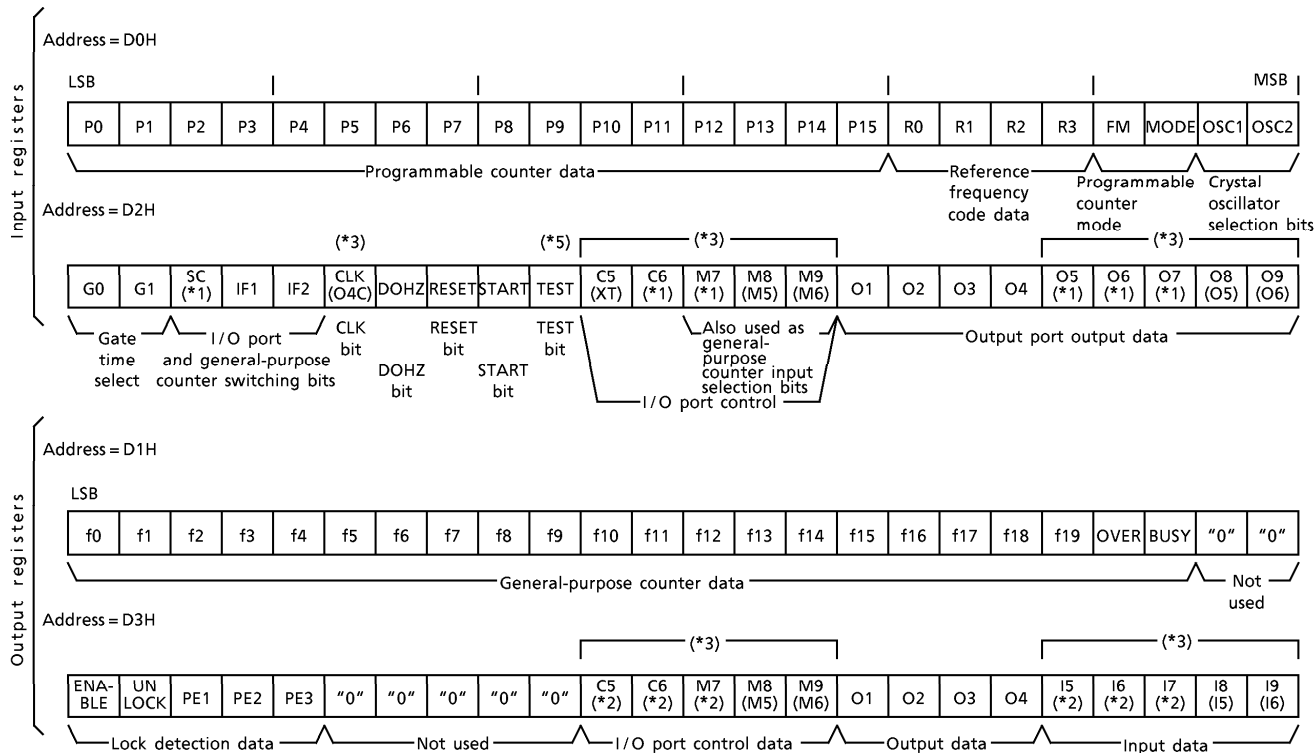 Input registers
Address = D0H
LSB MSB
P0 P1 P2 P3 P4 P5 P6 P7 P8 P9 P10 P11 P12 P13 P14 P15 R0 R1 R2 R3 FM MODE OSC1 OSC2
Programmable counter data
Reference
frequency
code data
Programmable
counter
mode
Crystal
oscillator
selection bits
Address = D2H
(*3) (*5) (*3) (*3)
G0 G1 SC (*1) IF1 IF2 CLK (O4C) DOHZ RESET START TEST C5 (XT) C6 (*1) M7 (*1) M8 (M5) M9 (M6) O1 O2 O3 O4 O5 (*1) O6 (*1) O7 (*1) O8 (O5) O9 (O6)
Gate
time
select
I/O port
and general-purpose
counter switching bits
CLK
bit
DOHZ
bit
RESET
bit
START
bit
TEST
bit
Also used as
general-
purpose
counter input
selection bits
I/O port control
Output port output data
Output registers
Address = D1H
LSB
f0 f1 f2 f3 f4 f5 f6 f7 f8 f9 f10 f11 f12 f13 f14 f15 f16 f17 f18 f19 OVER BUSY "0" "0"
General-purpose counter data
Not
used
Address = D3H
(*3) (*3)
ENA-BLE UN LOCK PE1 PE2 PE3 "0" "0" "0" "0" "0" C5 (*2) C6 (*2) M7 (*2) M8 (M5) M9 (M6) O1 O2 O3 O4 I5 (*2) I6 (*2) I7 (*2) I8 (I5) I9 (I6)
Lock detection data
Not used
I/O port control data
Output data
Input data